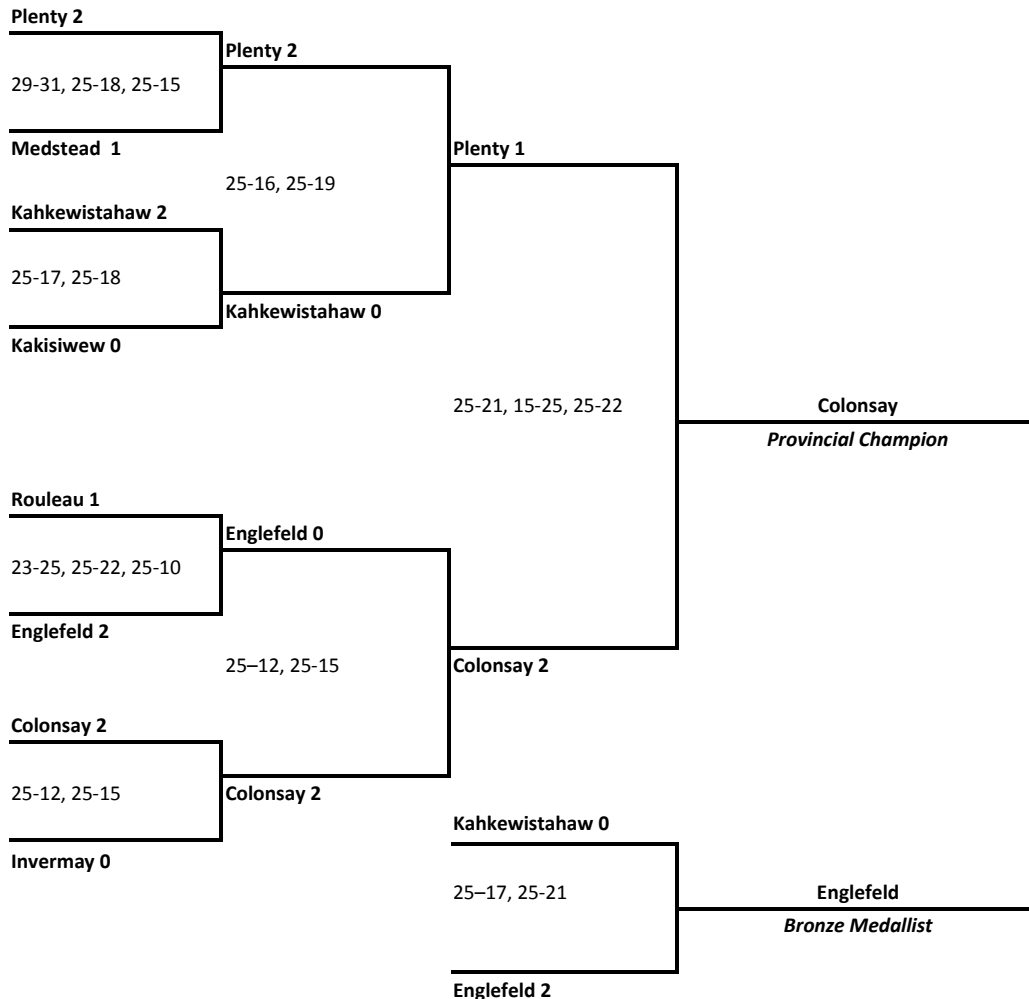 Plenty 2
Plenty 2
29-31, 25-18, 25-15
Medstead 1
Plenty 1
25-16, 25-19
Kahkewistahaw 2
25-17, 25-18
Kahkewistahaw 0
Kakisiwew 0
25-21, 15-25, 25-22
Colonsay
Provincial Champion
Rouleau 1
Englefeld 0
23-25, 25-22, 25-10
Englefeld 2
25–12, 25-15
Colonsay 2
Colonsay 2
25-12, 25-15
Colonsay 2
Invermay 0
Kahkewistahaw 0
25–17, 25-21
Englefeld
Bronze Medallist
Englefeld 2